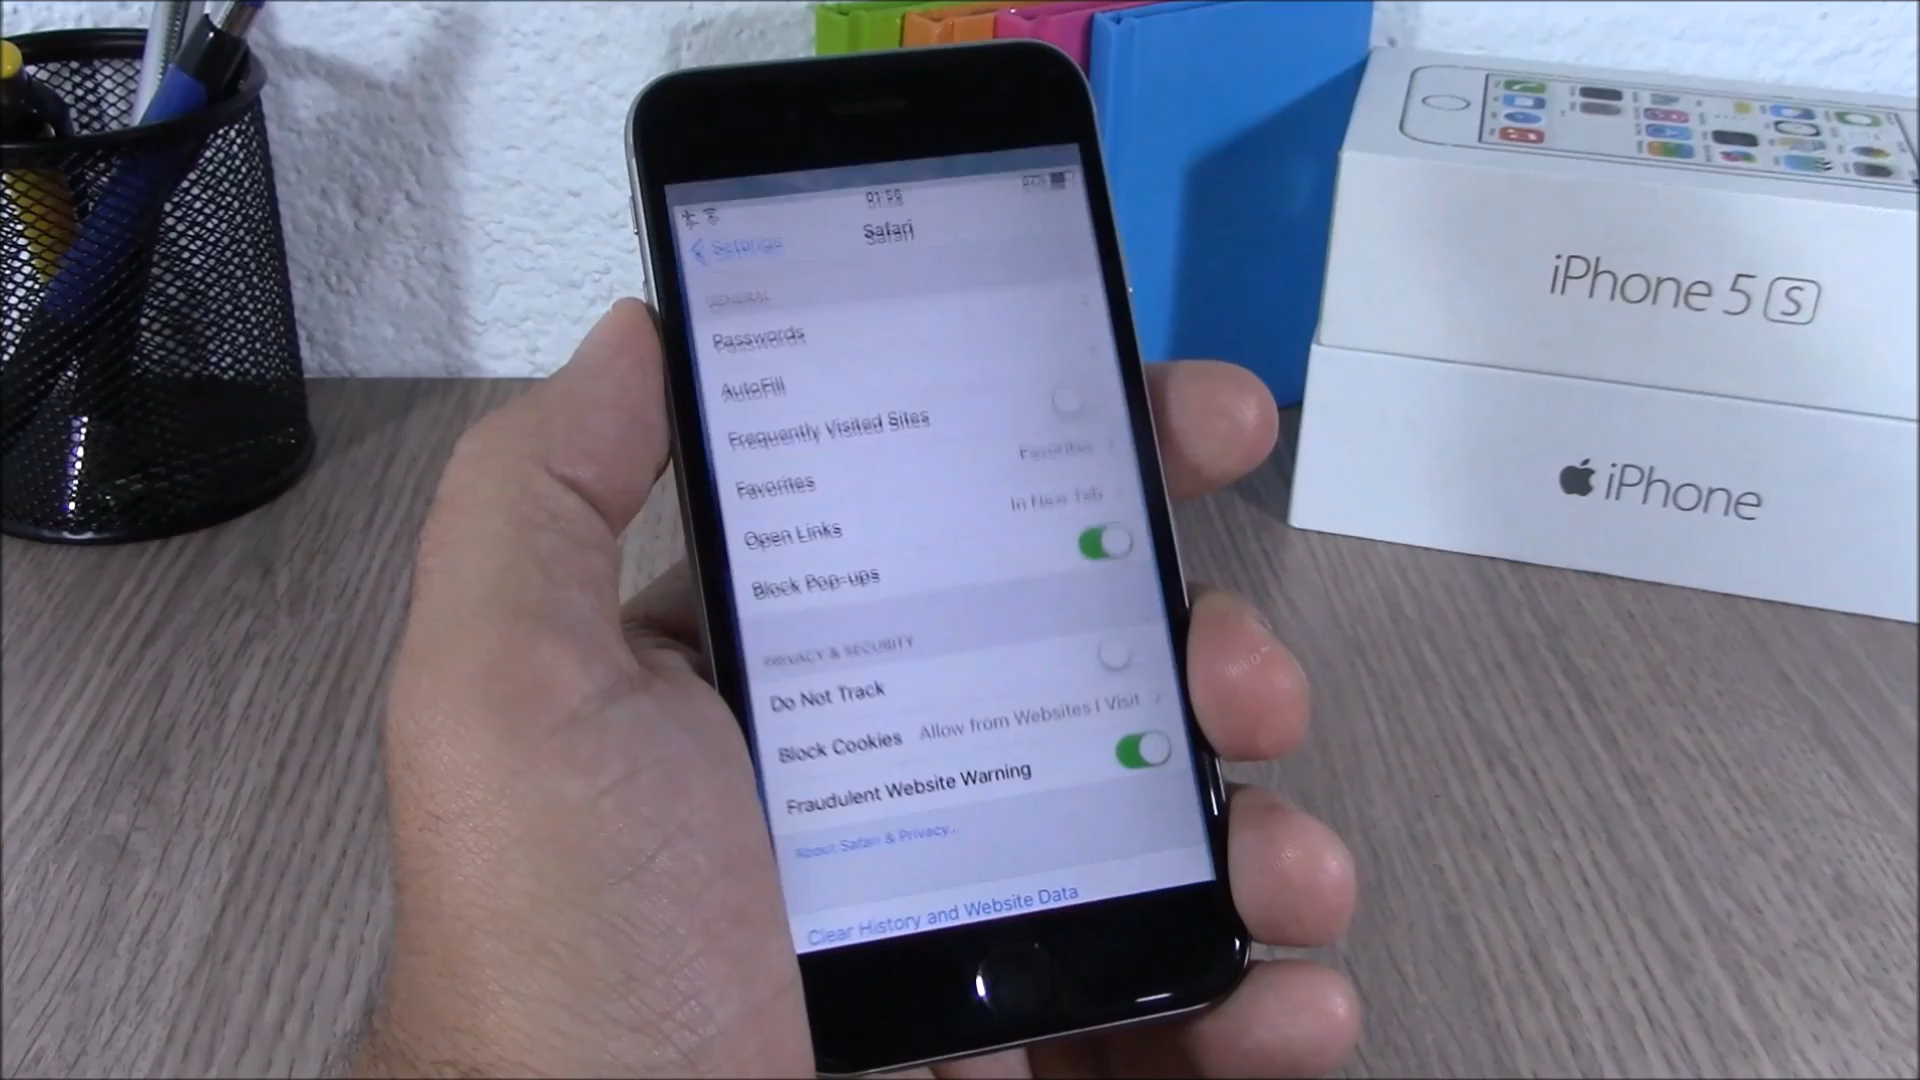 01:55
Settings
Safari
GENERAL
Passwords
AutoFill
Frequently Visited Sites
Favorites Favorites
Open Links In New Tab
Block Pop-ups
PRIVACY & SECURITY
Do Not Track
Block Cookies Allow from Websites I Visit
Fraudulent Website Warning
About Safari & Privacy...
Clear History and Website Data
iPhone 5 S
iPhone